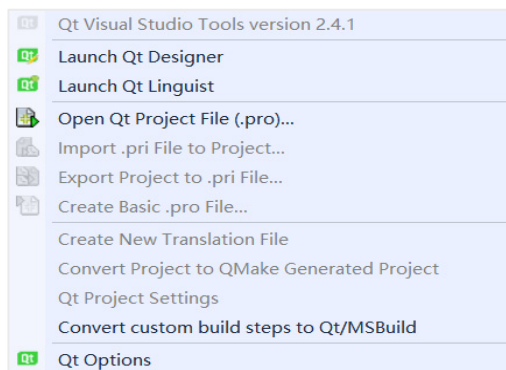 Qt Visual Studio Tools version 2.4.1
Launch Qt Designer
Launch Qt Linguist
Open Qt Project File (.pro)...
Import .pri File to Project...
Export Project to .pri File...
Create Basic .pro File...
Create New Translation File
Convert Project to QMake Generated Project
Qt Project Settings
Convert custom build steps to Qt/MSBuild
Qt Options